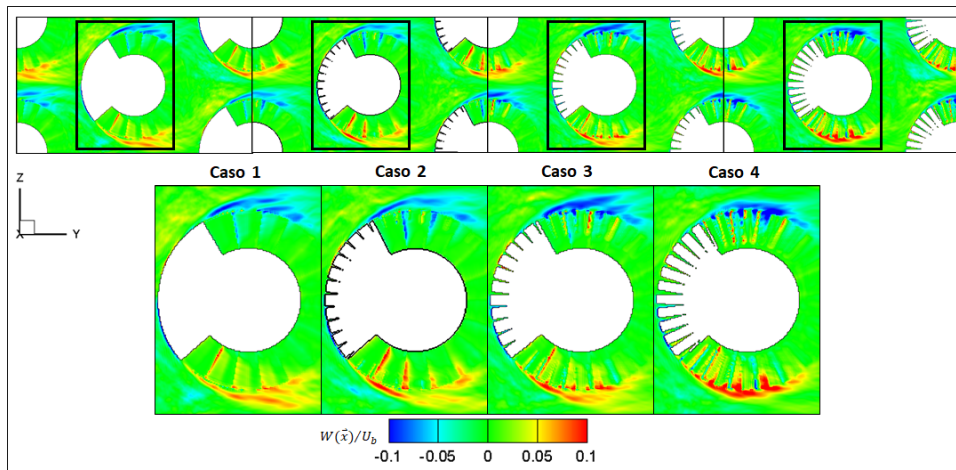 Caso 1 Caso 2 Caso 3 Caso 4
Z
X Y
W(x⃗)/U_b
-0.1 -0.05 0 0.05 0.1